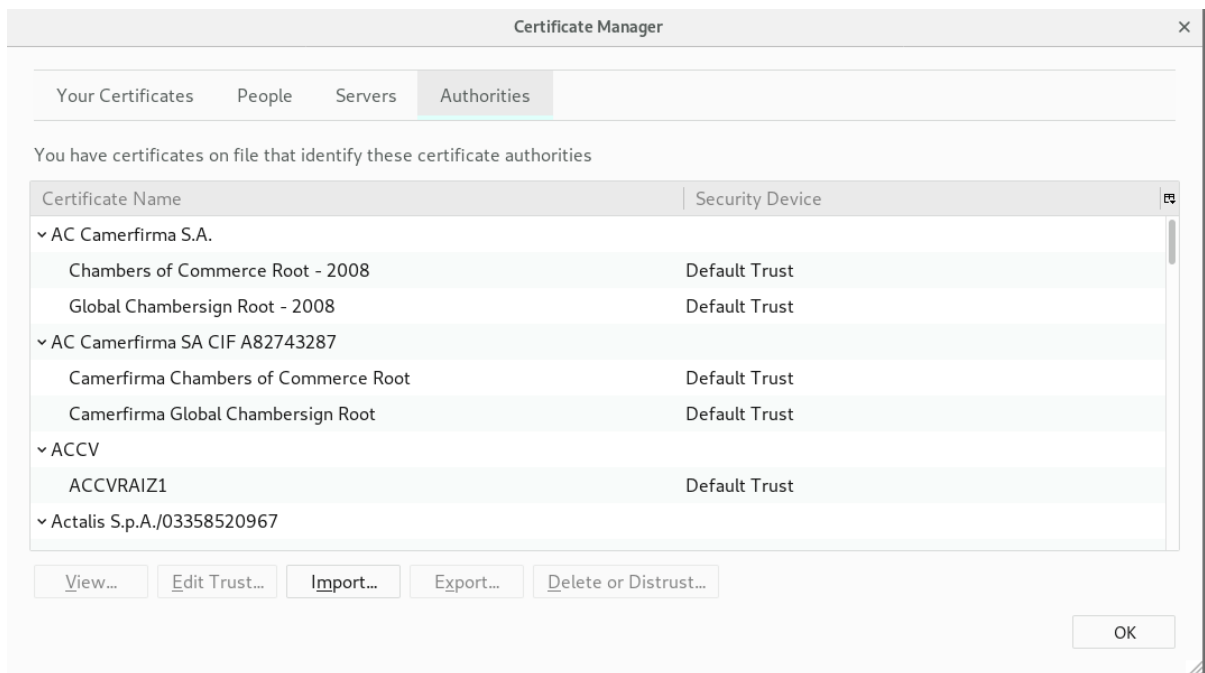 Certificate Manager
Your Certificates People Servers Authorities
You have certificates on file that identify these certificate authorities
Certificate Name Security Device
AC Camerfirma S.A.
Chambers of Commerce Root - 2008 Default Trust
Global Chambersign Root - 2008 Default Trust
AC Camerfirma SA CIF A82743287
Camerfirma Chambers of Commerce Root Default Trust
Camerfirma Global Chambersign Root Default Trust
ACCV
ACCVRAIZ1 Default Trust
Actalis S.p.A./03358520967
View... Edit Trust... Import... Export... Delete or Distrust...
OK